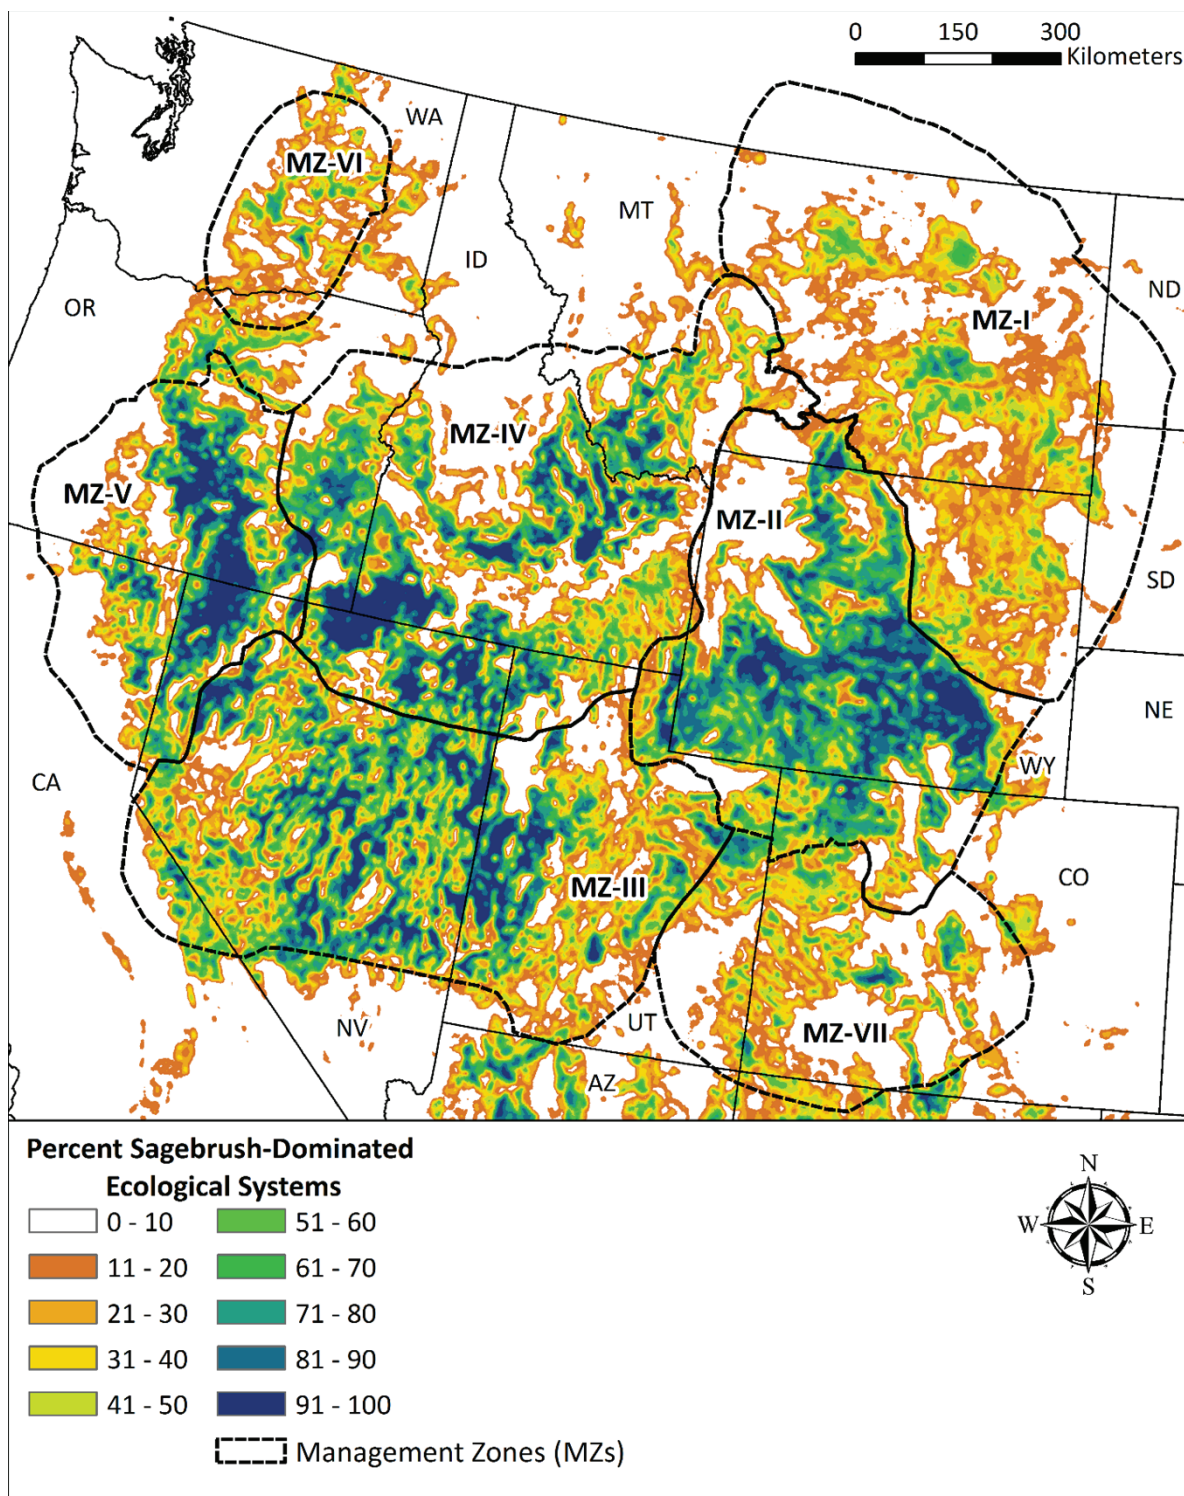 0 150 300
Kilometers
WA
MZ-VI
MT
ID
ND
OR
MZ-I
MZ-IV
MZ-V
MZ-II
SD
NE
WY
CA
CO
MZ-III
NV
UT
MZ-VII
AZ
Percent Sagebrush-Dominated
Ecological Systems
0 - 10
11 - 20
21 - 30
31 - 40
41 - 50
51 - 60
61 - 70
71 - 80
81 - 90
91 - 100
Management Zones (MZs)
N
W E
S